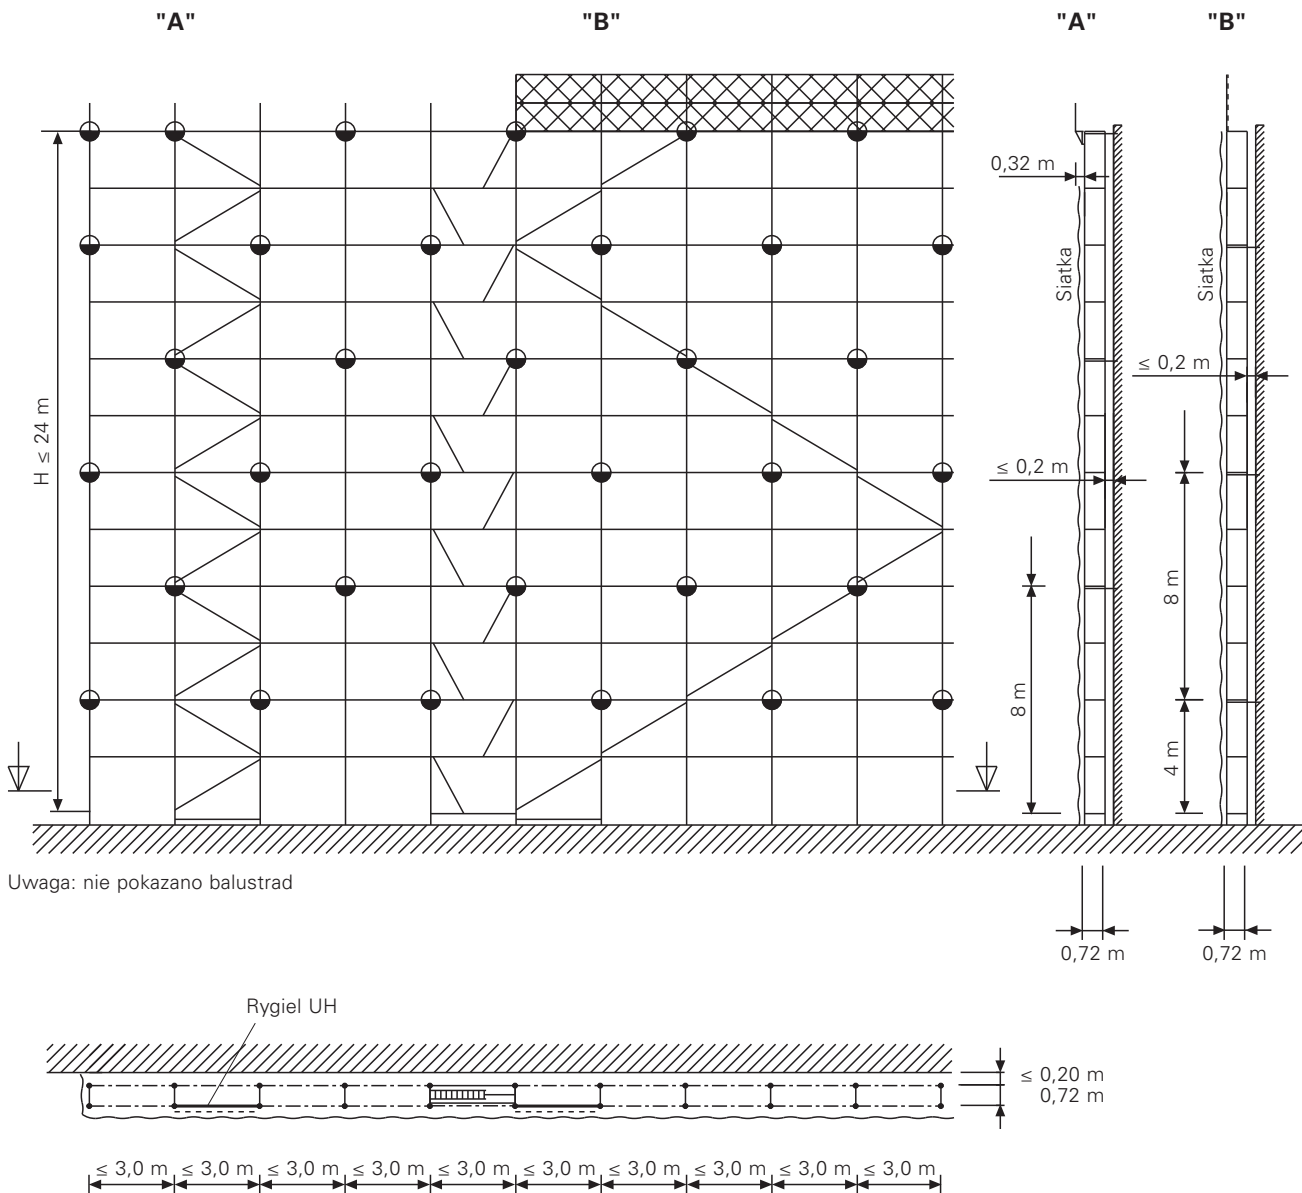 "A"
"B"
"A"
"B"
0,32 m
Siatka
Siatka
≤ 0,2 m
H ≤ 24 m
≤ 0,2 m
8 m
8 m
4 m
Uwaga: nie pokazano balustrad
0,72 m
0,72 m
Rygiel UH
≤ 0,20 m
0,72 m
≤ 3,0 m ≤ 3,0 m ≤ 3,0 m ≤ 3,0 m ≤ 3,0 m ≤ 3,0 m ≤ 3,0 m ≤ 3,0 m ≤ 3,0 m ≤ 3,0 m